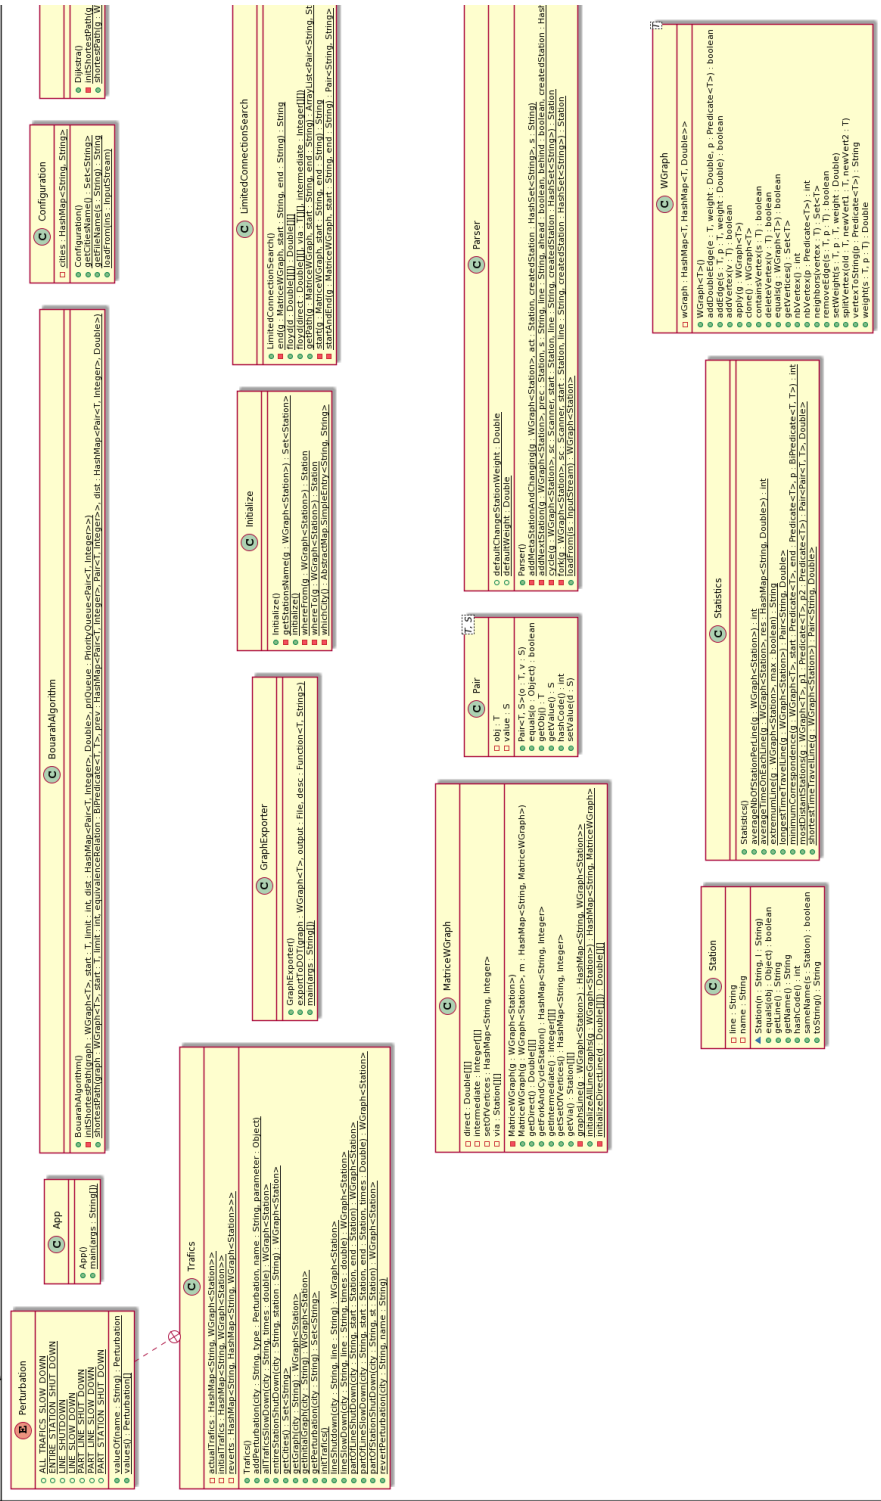 Perturbation
ALL_TRAFICS_SLOW_DOWN
ENTIRE_STATION_SHUT_DOWN
LINE_SHUTDOWN
LINE_SLOW_DOWN
PART_LINE_SHUT_DOWN
PART_LINE_SLOW_DOWN
PART_STATION_SHUT_DOWN
valueOf(name : String) : Perturbation
values() : Perturbation[]
App
App()
main(args : String[])
BouarahAlgorithm
BouarahAlgorithm()
initShortestPath(graph : WGraph<T>, start : T, limit : int, dist : HashMap<Pair<T, Integer>, Double>, priQueue : PriorityQueue<Pair<T, Integer>>)
shortestPath(graph : WGraph<T>, start : T, limit : int, equivalenceRelation : BiPredicate<T, T>, prev : HashMap<Pair<T, Integer>, Pair<T, Integer>>, dist : HashMap<Pair<T, Integer>, Double>)
Configuration
cities : HashMap<String, String>
Configuration()
getCitiesName() : Set<String>
getFileName(s : String) : String
loadFrom(ins : InputStream)
Dijkstra()
initShortestPath(g
shortestPath(g : W
Trafics
actualTrafics : HashMap<String, WGraph<Station>>
initialTrafics : HashMap<String, WGraph<Station>>
reverts : HashMap<String, HashMap<String, WGraph<Station>>>
Trafics()
addPerturbation(city : String, type : Perturbation, name : String, parameter : Object)
allTraficsSlowDown(city : String, times : double) : WGraph<Station>
entireStationShutDown(city : String, station : String) : WGraph<Station>
getCities() : Set<String>
getGraph(city : String) : WGraph<Station>
getInitialGraph(city : String) : WGraph<Station>
getPerturbation(city : String) : Set<String>
initTrafics()
lineShutdown(city : String, line : String) : WGraph<Station>
lineSlowDown(city : String, line : String, times : double) : WGraph<Station>
partOfLineShutDown(city : String, start : Station, end : Station) : WGraph<Station>
partOfLineSlowDown(city : String, start : Station, end : Station, times : Double) : WGraph<Station>
partOfStationShutDown(city : String, st : Station) : WGraph<Station>
revertPerturbation(city : String, name : String)
GraphExporter
GraphExporter()
exportToDOT(graph : WGraph<T>, output : File, desc : Function<T, String>)
main(args : String[])
Initialize
Initialize()
getStationsName(g : WGraph<Station>) : Set<Station>
initialize()
whereFrom(g : WGraph<Station>) : Station
whereTo(g : WGraph<Station>) : Station
whichCity() : AbstractMap.SimpleEntry<String, String>
LimitedConnectionSearch
LimitedConnectionSearch()
end(g : MatriceWGraph, start : String, end : String) : String
floyd(d : Double[][]) : Double[][]
floyd(direct : Double[][], via : T[][], intermediate : Integer[][])
getPath(g : MatriceWGraph, start : String, end : String) : ArrayList<Pair<String,
start(g : MatriceWGraph, start : String, end : String) : String
startAndEnd(g : MatriceWGraph, start : String, end : String) : Pair<String, String>
MatriceWGraph
direct : Double[][]
intermediate : Integer[][]
setOfVertices : HashMap<String, Integer>
via : Station[][]
MatriceWGraph(g : WGraph<Station>)
MatriceWGraph(g : WGraph<Station>, m : HashMap<String, MatriceWGraph>)
getDirect() : Double[][]
getForkAndCycleStation() : HashMap<String, Integer>
getIntermediate() : Integer[][]
getSetOfVertices() : HashMap<String, Integer>
getVia() : Station[][]
graphsLine(g : WGraph<Station>) : HashMap<String, WGraph<Station>>
initializeAllLineGraphs(g : WGraph<Station>) : HashMap<String, MatriceWGraph>
initializeDirectLine(d : Double[][]) : Double[][]
Pair
T, S
obj : T
value : S
Pair<T, S>(o : T, v : S)
equals(o : Object) : boolean
getObj() : T
getValue() : S
hashCode() : int
setValue(d : S)
Parser
defaultChangeStationWeight : Double
defaultWeight : Double
Parser()
addMetaStationAndChanging(g : WGraph<Station>, act : Station, createdStation : HashMap<String, HashSet<Station>>, s : String)
addNextStation(g : WGraph<Station>, prec : Station, s : String, line : String, ahead : boolean, behind : boolean, createdStation : Has
cycle(g : WGraph<Station>, sc : Scanner, start : Station, line : String, createdStation : HashSet<String>) : Station
fork(g : WGraph<Station>, sc : Scanner, start : Station, line : String, createdStation : HashSet<String>) : Station
loadFrom(is : InputStream) : WGraph<Station>
Station
line : String
name : String
Station(n : String, l : String)
equals(obj : Object) : boolean
getLine() : String
getName() : String
hashCode() : int
sameName(s : Station) : boolean
toString() : String
Statistics
Statistics()
averageNbOfStationPerLine(g : WGraph<Station>) : int
averageTimeOnEachLine(g : WGraph<Station>, res : HashMap<String, Double>) : int
extremumLine(g : WGraph<Station>, max : boolean) : String
longestTimeTravelLine(g : WGraph<Station>) : Pair<String, Double>
minimumCorrespondence(g : WGraph<T>, start : Predicate<T>, end : Predicate<T>, p : BiPredicate<T, T>) : int
mostDistantStations(g : WGraph<T>, p1 : Predicate<T>, p2 : Predicate<T>) : Pair<Pair<T, T>, Double>
shortestTimeTravelLine(g : WGraph<Station>) : Pair<String, Double>
WGraph
T
wGraph : HashMap<T, HashMap<T, Double>>
WGraph<T>()
addDoubleEdge(e : T, weight : Double, p : Predicate<T>) : boolean
addEdge(s : T, p : T, weight : Double) : boolean
addVertex(v : T) : boolean
apply(g : WGraph<T>)
clone() : WGraph<T>
containsVertex(s : T) : boolean
deleteVertex(v : T) : boolean
equals(g : WGraph<T>) : boolean
getVertices() : Set<T>
nbVertex() : int
nbVertex(p : Predicate<T>) : int
neighbors(vertex : T) : Set<T>
removeEdge(s : T, p : T) : boolean
setWeight(s : T, p : T, weight : Double)
splitVertex(old : T, newVert1 : T, newVert2 : T)
vertexToString(p : Predicate<T>) : String
weight(s : T, p : T) : Double